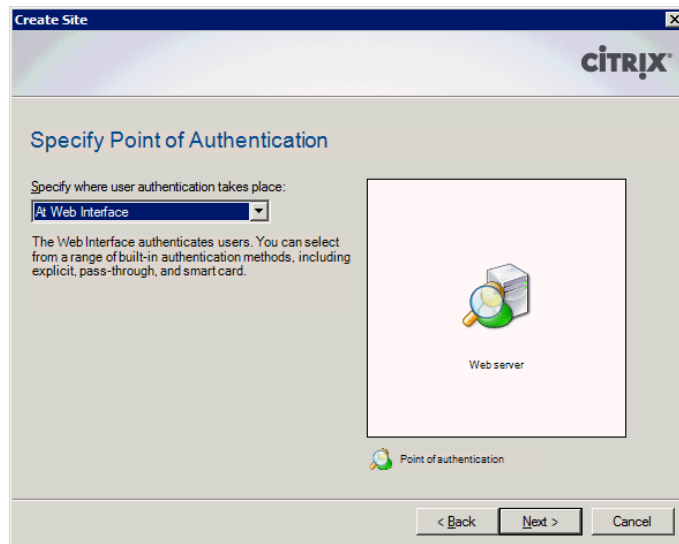 Create Site
CİTRIX
Specify Point of Authentication
Specify where user authentication takes place:
At Web Interface
The Web Interface authenticates users. You can select
from a range of built-in authentication methods, including
explicit, pass-through, and smart card.
Web server
Point of authentication
< Back
Next >
Cancel